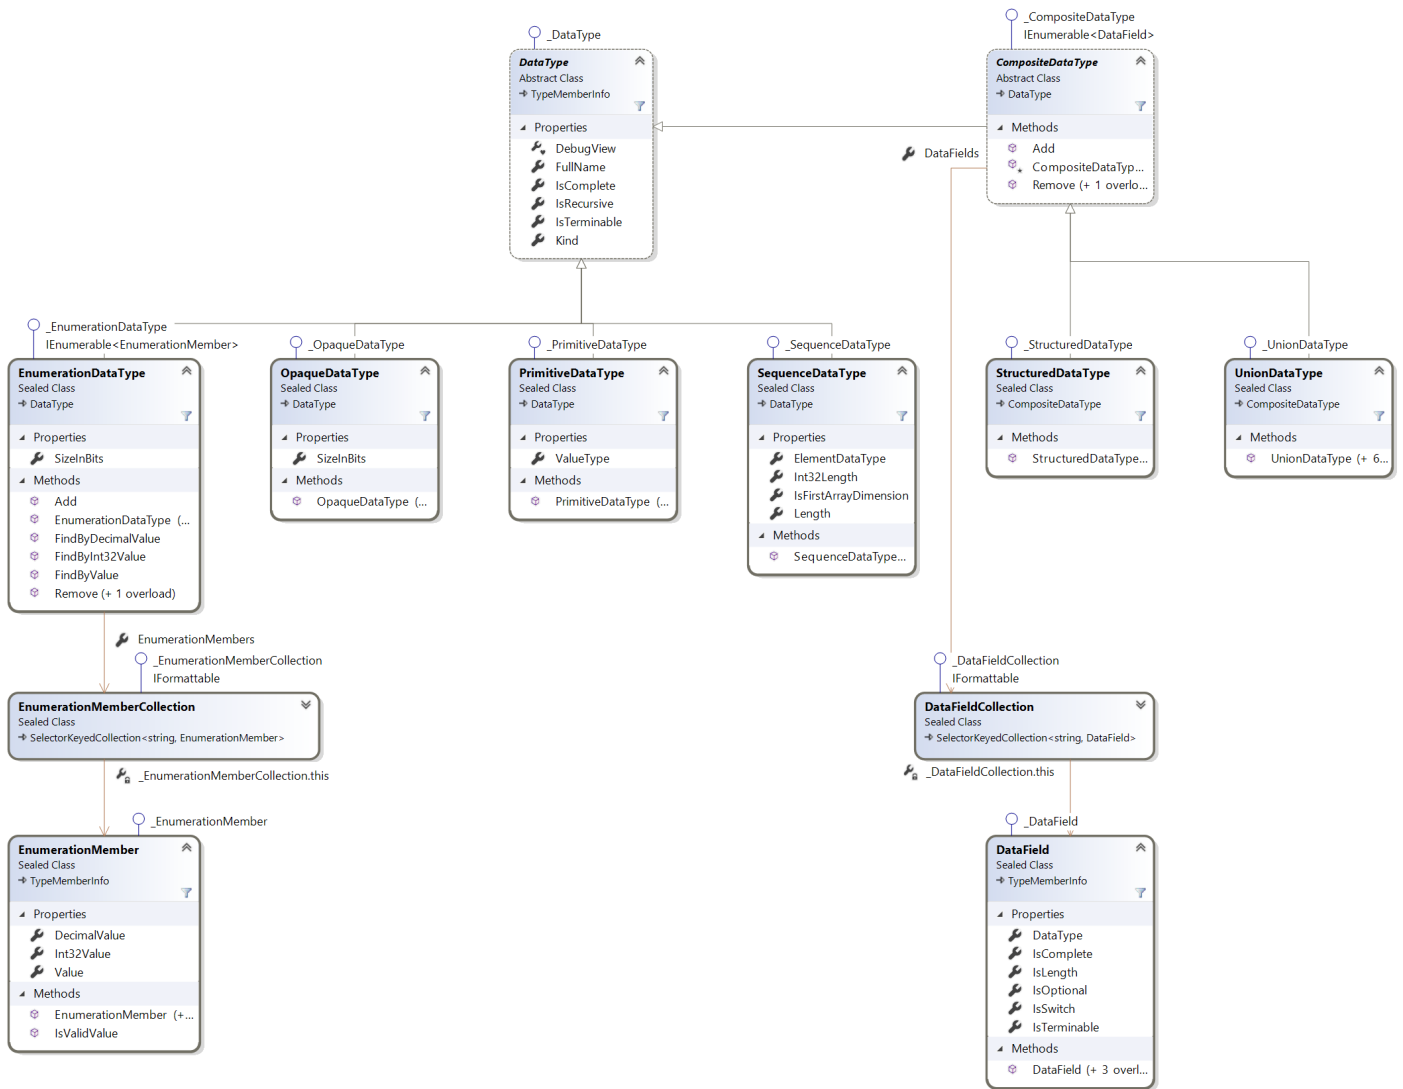 _DataType
DataType
Abstract Class
TypeMemberInfo
Properties
DebugView
FullName
IsComplete
IsRecursive
IsTerminable
Kind
_CompositeDataType
IEnumerable<DataField>
CompositeDataType
Abstract Class
DataType
Methods
Add
CompositeDataTyp...
Remove (+ 1 overlo...
DataFields
_EnumerationDataType
IEnumerable<EnumerationMember>
EnumerationDataType
Sealed Class
DataType
Properties
SizeInBits
Methods
Add
EnumerationDataType (...
FindByDecimalValue
FindByInt32Value
FindByValue
Remove (+ 1 overload)
_OpaqueDataType
OpaqueDataType
Sealed Class
DataType
Properties
SizeInBits
Methods
OpaqueDataType (...
_PrimitiveDataType
PrimitiveDataType
Sealed Class
DataType
Properties
ValueType
Methods
PrimitiveDataType (...
_SequenceDataType
SequenceDataType
Sealed Class
DataType
Properties
ElementDataType
Int32Length
IsFirstArrayDimension
Length
Methods
SequenceDataType...
_StructuredDataType
StructuredDataType
Sealed Class
CompositeDataType
Methods
StructuredDataType...
_UnionDataType
UnionDataType
Sealed Class
CompositeDataType
Methods
UnionDataType (+ 6...
EnumerationMembers
_EnumerationMemberCollection
IFormattable
EnumerationMemberCollection
Sealed Class
SelectorKeyedCollection<string, EnumerationMember>
_EnumerationMemberCollection.this
_EnumerationMember
EnumerationMember
Sealed Class
TypeMemberInfo
Properties
DecimalValue
Int32Value
Value
Methods
EnumerationMember (+...
IsValidValue
_DataFieldCollection
IFormattable
DataFieldCollection
Sealed Class
SelectorKeyedCollection<string, DataField>
_DataFieldCollection.this
_DataField
DataField
Sealed Class
TypeMemberInfo
Properties
DataType
IsComplete
IsLength
IsOptional
IsSwitch
IsTerminable
Methods
DataField (+ 3 overl...